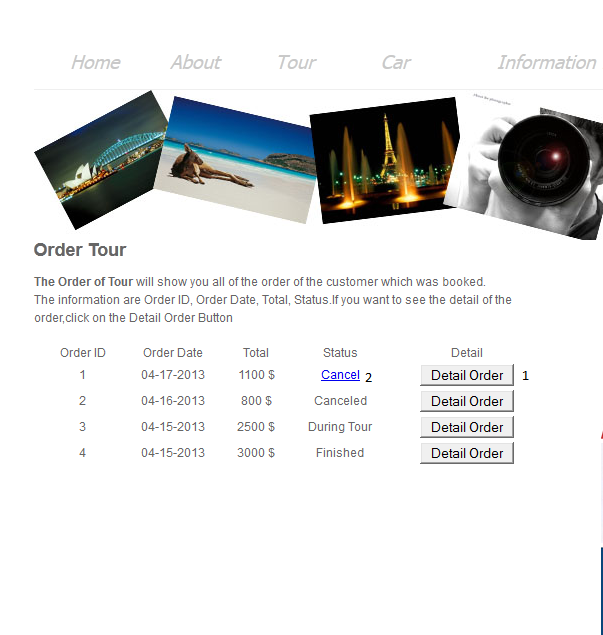 Home About Tour Car Information
Order Tour
The Order of Tour will show you all of the order of the customer which was booked.
The information are Order ID, Order Date, Total, Status.If you want to see the detail of the
order,click on the Detail Order Button
Order ID Order Date Total Status Detail
1 04-17-2013 1100 $ Cancel 2 Detail Order 1
2 04-16-2013 800 $ Canceled Detail Order
3 04-15-2013 2500 $ During Tour Detail Order
4 04-15-2013 3000 $ Finished Detail Order